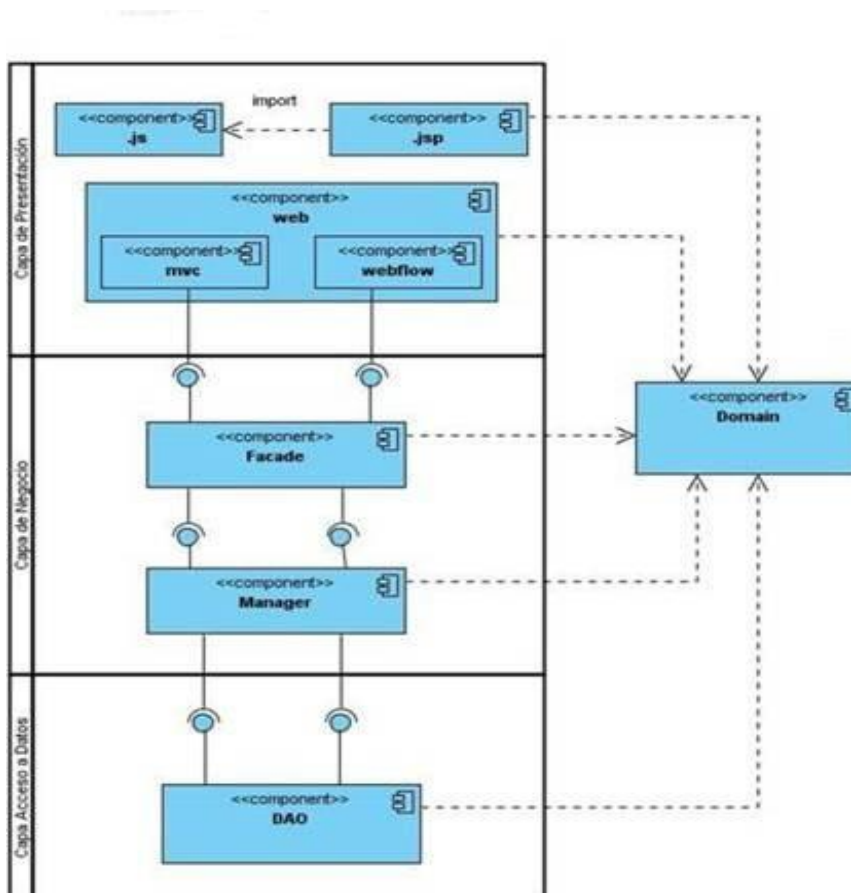 Capa de Presentación
import
<<component>>
.js
<<component>>
.jsp
<<component>>
web
<<component>>
mvc
<<component>>
webflow
Capa de Negocio
<<component>>
Facade
<<component>>
Domain
<<component>>
Manager
Capa Acceso a Datos
<<component>>
DAO